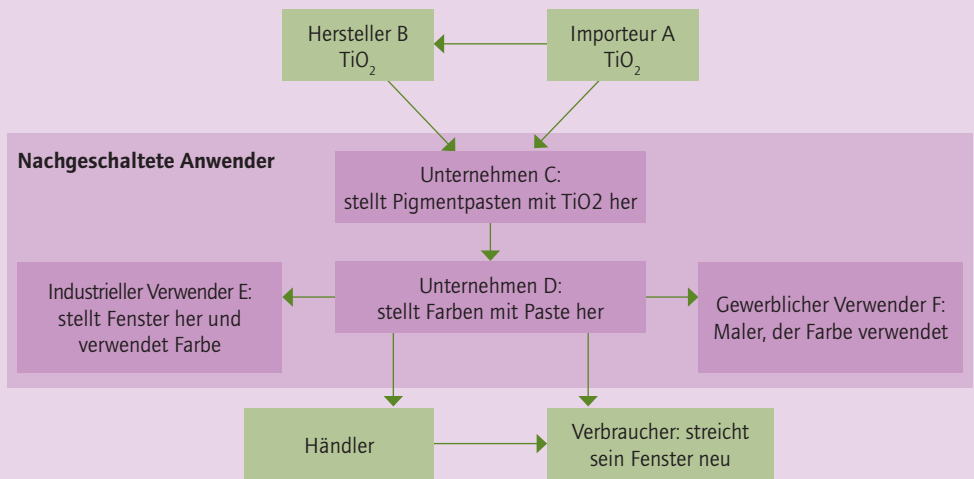 Hersteller B
TiO₂
Importeur A
TiO₂
Nachgeschaltete Anwender
Unternehmen C:
stellt Pigmentpasten mit TiO2 her
Industrieller Verwender E:
stellt Fenster her und
verwendet Farbe
Unternehmen D:
stellt Farben mit Paste her
Gewerblicher Verwender F:
Maler, der Farbe verwendet
Händler
Verbraucher: streicht
sein Fenster neu